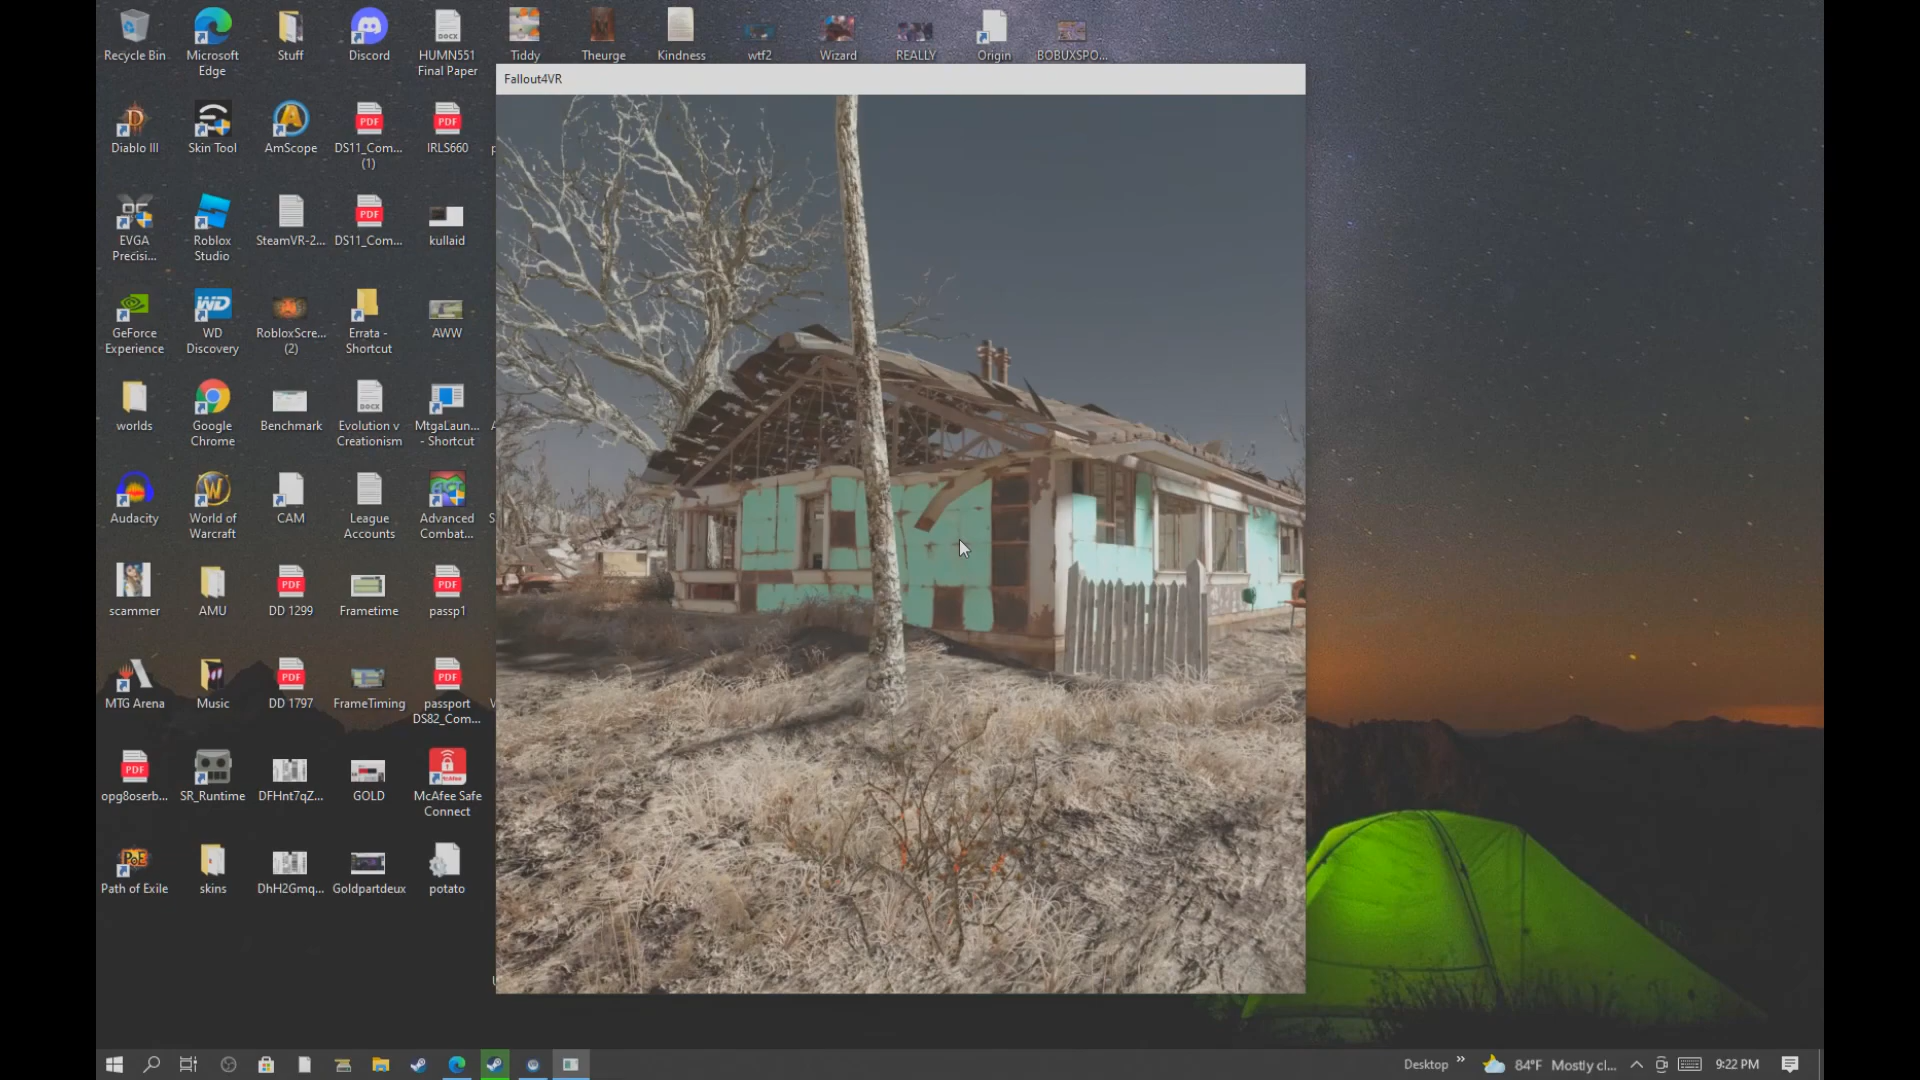 Recycle Bin
Microsoft
Edge
Stuff
Discord
HUMN551
Final Paper
Tiddy
Theurge
Kindness
wtf2
Wizard
REALLY
Origin
BOBUXSPO...
Fallout4VR
Diablo III
Skin Tool
AmScope
DS11_Com...
(1)
IRLS660
EVGA
Precisi...
Roblox
Studio
SteamVR-2...
DS11_Com...
kullaid
GeForce
Experience
WD
Discovery
RobloxScre...
(2)
Errata -
Shortcut
AWW
worlds
Google
Chrome
Benchmark
Evolution v
Creationism
MtgaLaun...
- Shortcut
Audacity
World of
Warcraft
CAM
League
Accounts
Advanced
Combat...
scammer
AMU
DD 1299
Frametime
passp1
MTG Arena
Music
DD 1797
FrameTiming
passport
DS82_Com...
opg8oserb...
SR_Runtime
DFHnt7qZ...
GOLD
McAfee Safe
Connect
Path of Exile
skins
DhH2Gmq...
Goldpartdeux
potato
Desktop
84°F Mostly cl...
9:22 PM